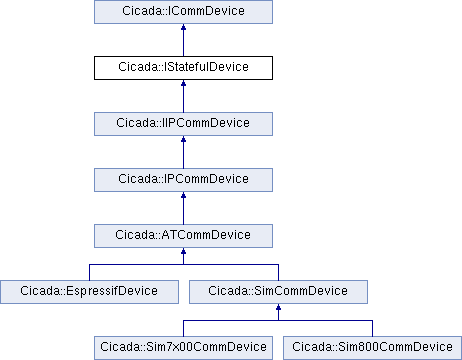 Cicada::ICommDevice
Cicada::IStatefulDevice
Cicada::IIPCommDevice
Cicada::IPCommDevice
Cicada::ATCommDevice
Cicada::EspressifDevice
Cicada::SimCommDevice
Cicada::Sim7x00CommDevice
Cicada::Sim800CommDevice